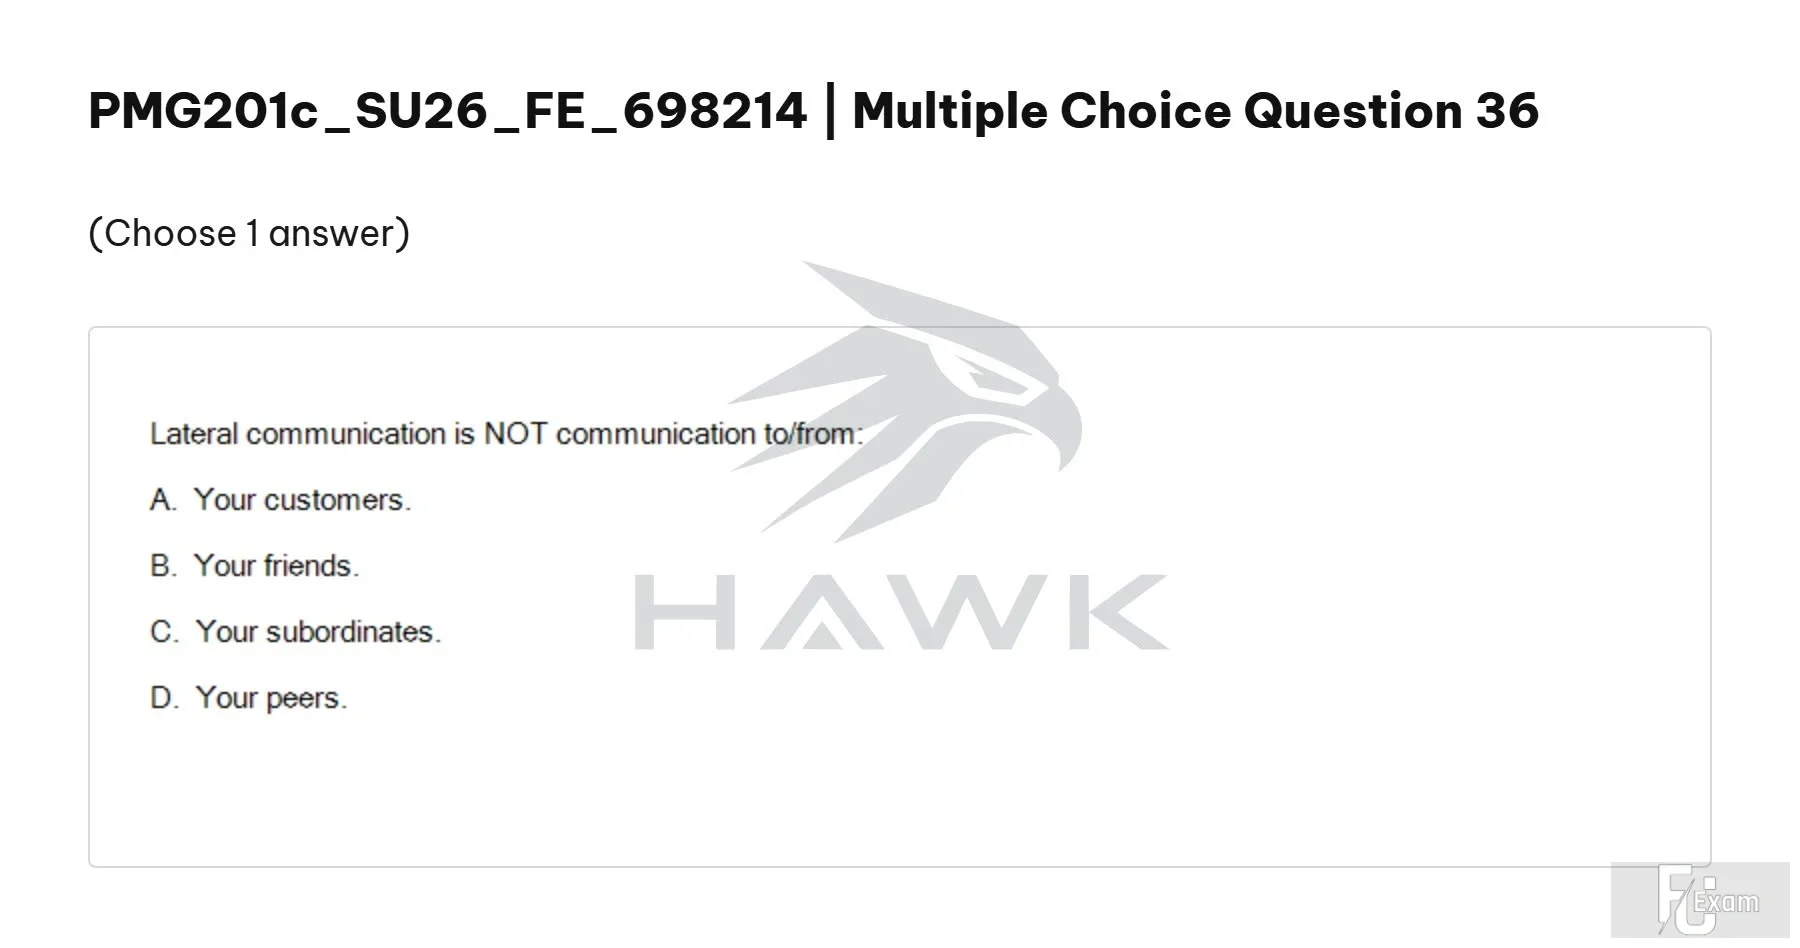 PMG201c_SU26_FE_698214 | Multiple Choice Question 36
(Choose 1 answer)
Lateral communication is NOT communication to/from:
A. Your customers.
B. Your friends.
C. Your subordinates.
D. Your peers.
HAWK
FU Exam